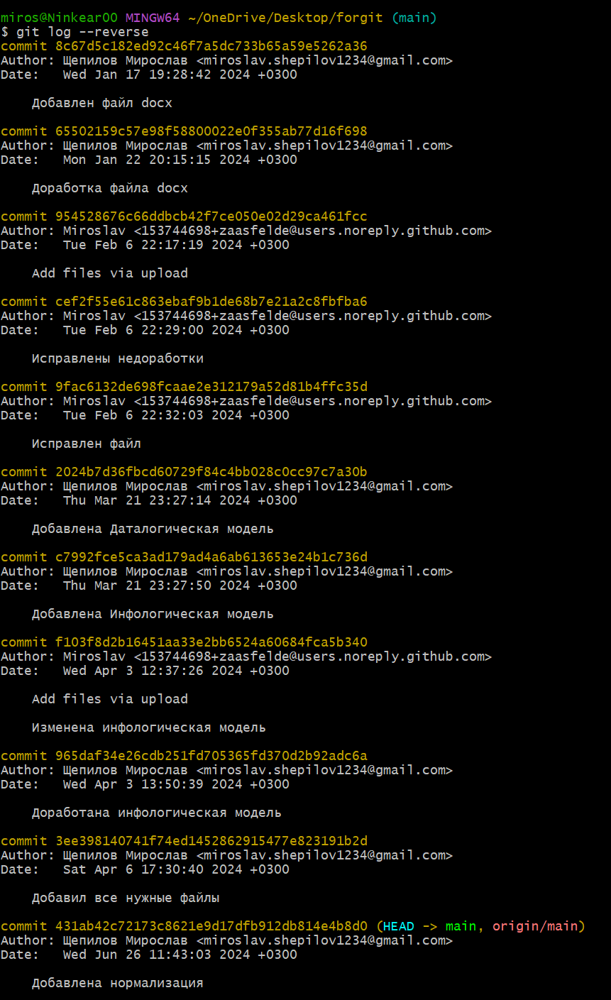 miros@Ninkear00 MINGW64 ~/OneDrive/Desktop/forgit (main)
$ git log --reverse
commit 8c67d5c182ed92c46f7a5dc733b65a59e5262a36
Author: Щепилов Мирослав <miroslav.shepilov1234@gmail.com>
Date:   Wed Jan 17 19:28:42 2024 +0300
Добавлен файл docx
commit 65502159c57e98f58800022e0f355ab77d16f698
Author: Щепилов Мирослав <miroslav.shepilov1234@gmail.com>
Date:   Mon Jan 22 20:15:15 2024 +0300
Доработка файла docx
commit 954528676c66ddbcb42f7ce050e02d29ca461fcc
Author: Miroslav <153744698+zaasfelde@users.noreply.github.com>
Date:   Tue Feb 6 22:17:19 2024 +0300
Add files via upload
commit cef2f55e61c863ebaf9b1de68b7e21a2c8fbfba6
Author: Miroslav <153744698+zaasfelde@users.noreply.github.com>
Date:   Tue Feb 6 22:29:00 2024 +0300
Исправлены недоработки
commit 9fac6132de698fcaae2e312179a52d81b4ffc35d
Author: Miroslav <153744698+zaasfelde@users.noreply.github.com>
Date:   Tue Feb 6 22:32:03 2024 +0300
Исправлен файл
commit 2024b7d36fbcd60729f84c4bb028c0cc97c7a30b
Author: Щепилов Мирослав <miroslav.shepilov1234@gmail.com>
Date:   Thu Mar 21 23:27:14 2024 +0300
Добавлена Даталогическая модель
commit c7992fce5ca3ad179ad4a6ab613653e24b1c736d
Author: Щепилов Мирослав <miroslav.shepilov1234@gmail.com>
Date:   Thu Mar 21 23:27:50 2024 +0300
Добавлена Инфологическая модель
commit f103f8d2b16451aa33e2bb6524a60684fca5b340
Author: Miroslav <153744698+zaasfelde@users.noreply.github.com>
Date:   Wed Apr 3 12:37:26 2024 +0300
Add files via upload
Изменена инфологическая модель
commit 965daf34e26cdb251fd705365fd370d2b92adc6a
Author: Щепилов Мирослав <miroslav.shepilov1234@gmail.com>
Date:   Wed Apr 3 13:50:39 2024 +0300
Доработана инфологическая модель
commit 3ee398140741f74ed1452862915477e823191b2d
Author: Щепилов Мирослав <miroslav.shepilov1234@gmail.com>
Date:   Sat Apr 6 17:30:40 2024 +0300
Добавил все нужные файлы
commit 431ab42c72173c8621e9d17dfb912db814e4b8d0 (HEAD -> main, origin/main)
Author: Щепилов Мирослав <miroslav.shepilov1234@gmail.com>
Date:   Wed Jun 26 11:43:03 2024 +0300
Добавлена нормализация